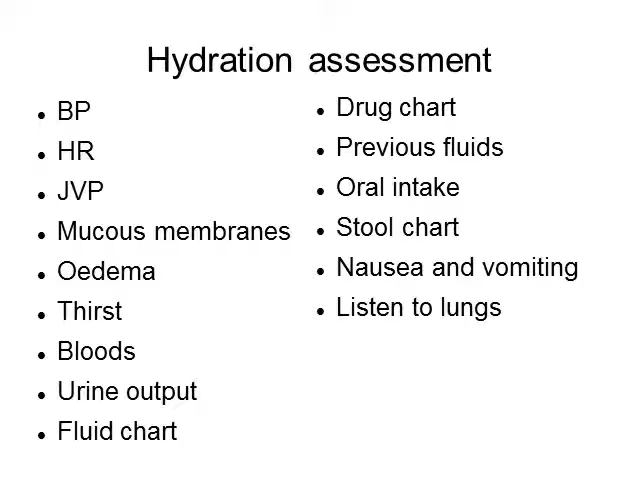 Hydration assessment
BP
HR
JVP
Mucous membranes
Oedema
Thirst
Bloods
Urine output
Fluid chart
Drug chart
Previous fluids
Oral intake
Stool chart
Nausea and vomiting
Listen to lungs